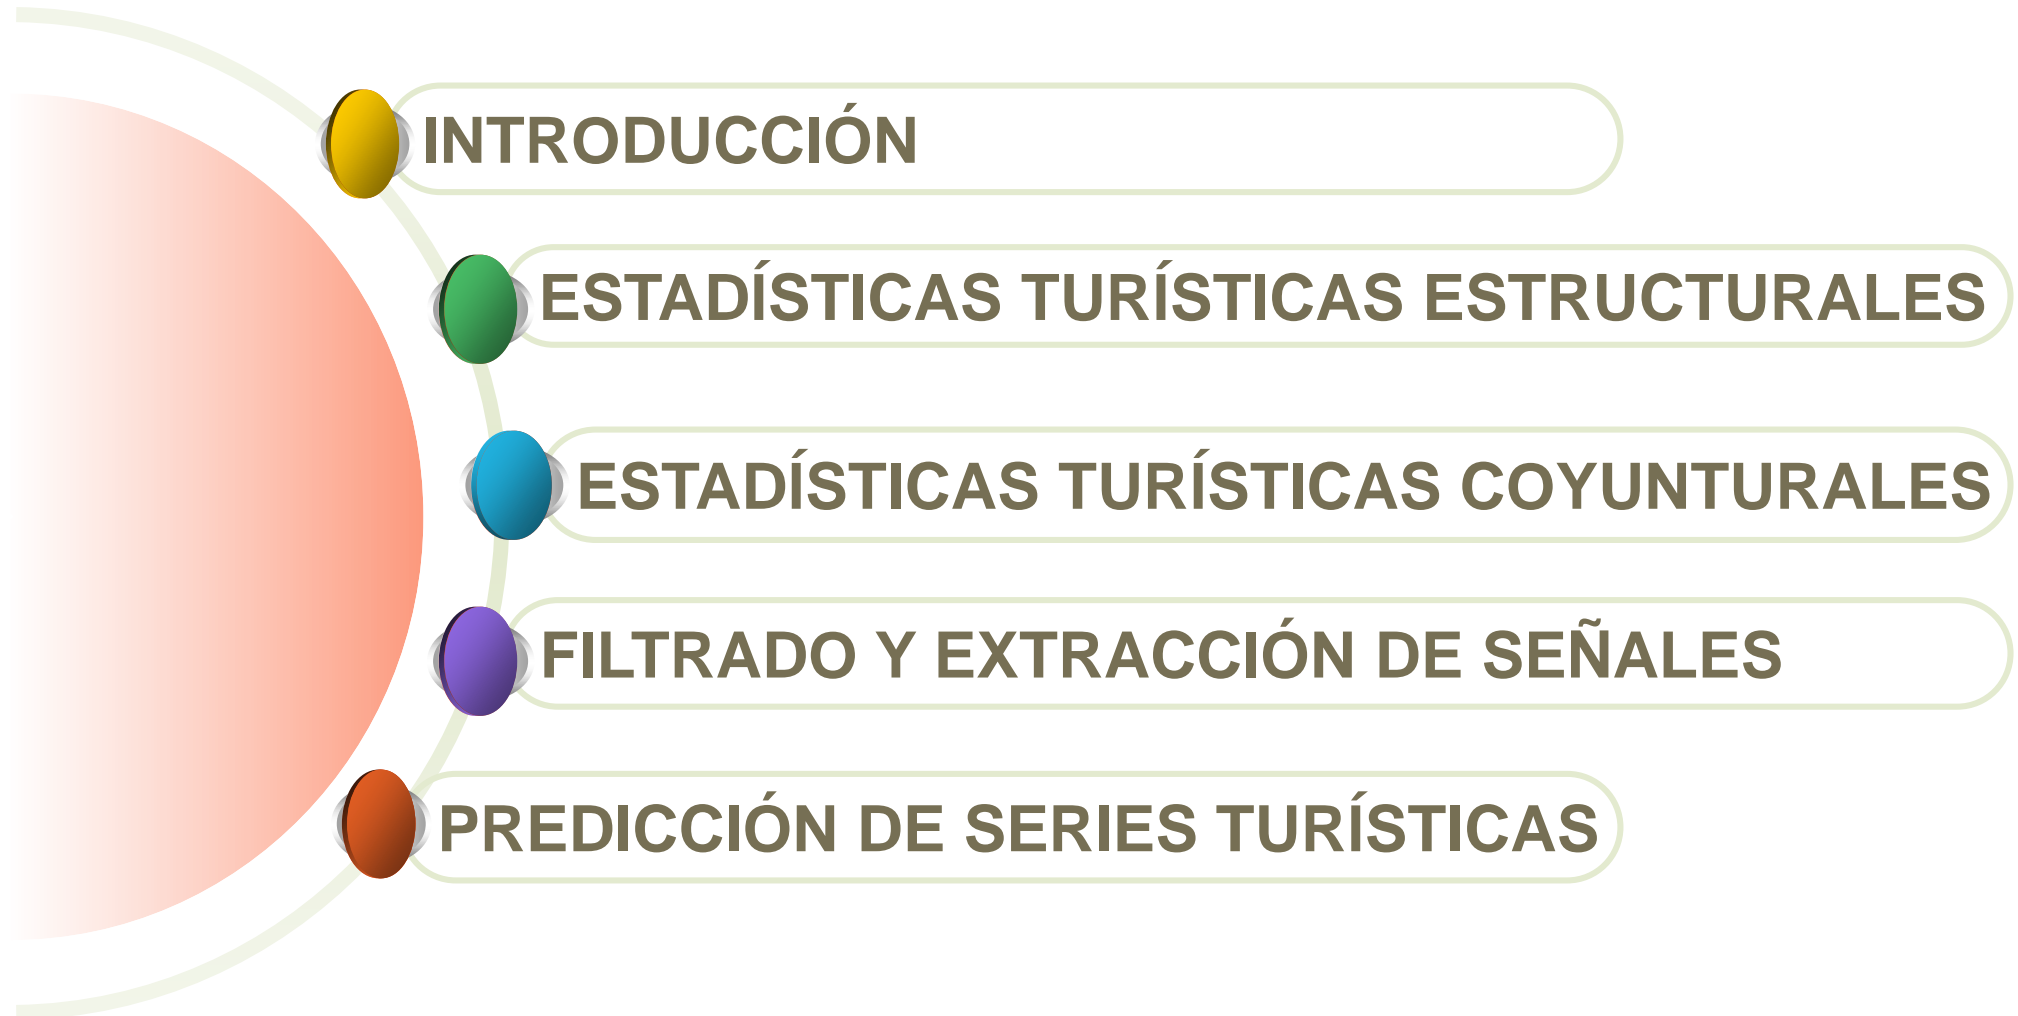 INTRODUCCIÓN
ESTADÍSTICAS TURÍSTICAS ESTRUCTURALES
ESTADÍSTICAS TURÍSTICAS COYUNTURALES
FILTRADO Y EXTRACCIÓN DE SEÑALES
PREDICCIÓN DE SERIES TURÍSTICAS